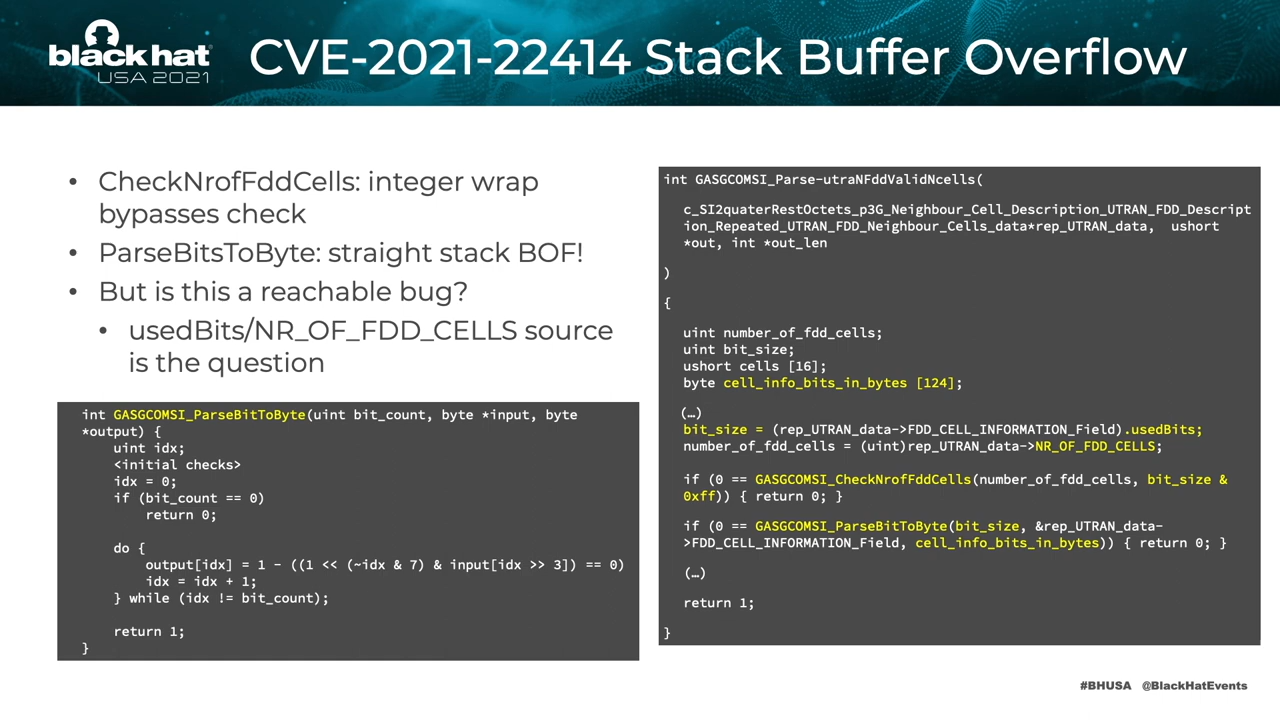 black hat
USA 2021
CVE-2021-22414 Stack Buffer Overflow
• CheckNrofFddCells: integer wrap
bypasses check
• ParseBitsToByte: straight stack BOF!
• But is this a reachable bug?
• usedBits/NR_OF_FDD_CELLS source
is the question
int GASGCOMSI_ParseBitToByte(uint bit_count, byte *input, byte
*output) {
uint idx;
<initial checks>
idx = 0;
if (bit_count == 0)
return 0;
do {
output[idx] = 1 - ((1 << (~idx & 7) & input[idx >> 3]) == 0)
idx = idx + 1;
} while (idx != bit_count);
return 1;
}
int GASGCOMSI_Parse-utraNFddValidNcells(
c_SI2quaterRestOctets_p3G_Neighbour_Cell_Description_UTRAN_FDD_Descript
ion_Repeated_UTRAN_FDD_Neighbour_Cells_data*rep_UTRAN_data, ushort
*out, int *out_len
)
{
uint number_of_fdd_cells;
uint bit_size;
ushort cells [16];
byte cell_info_bits_in_bytes [124];
(…)
bit_size = (rep_UTRAN_data->FDD_CELL_INFORMATION_Field).usedBits;
number_of_fdd_cells = (uint)rep_UTRAN_data->NR_OF_FDD_CELLS;
if (0 == GASGCOMSI_CheckNrofFddCells(number_of_fdd_cells, bit_size &
0xff)) { return 0; }
if (0 == GASGCOMSI_ParseBitToByte(bit_size, &rep_UTRAN_data-
>FDD_CELL_INFORMATION_Field, cell_info_bits_in_bytes)) { return 0; }
(…)
return 1;
}
#BHUSA @BlackHatEvents